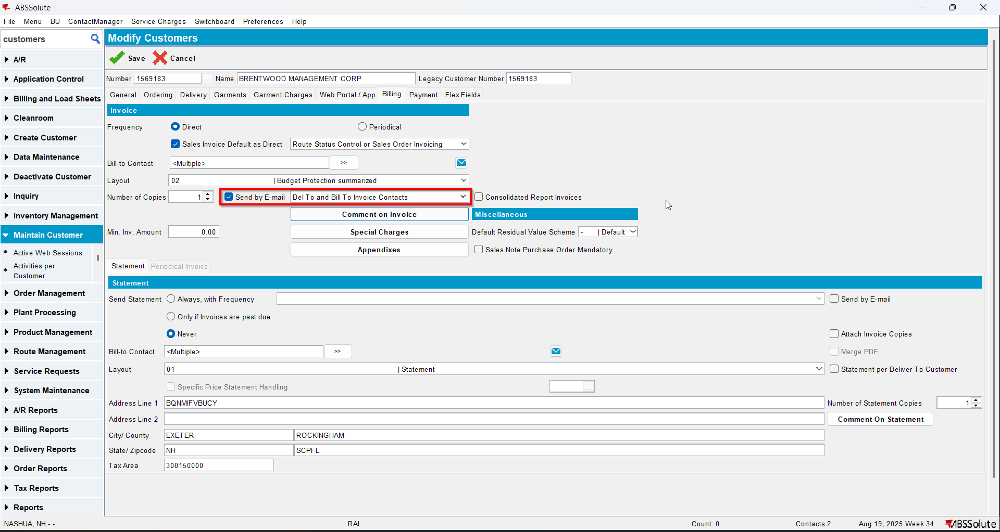 ABSSolute
File Menu BU ContactManager Service Charges Switchboard Preferences Help
customers
Modify Customers
Save Cancel
Number 1569183 ... Name BRENTWOOD MANAGEMENT CORP Legacy Customer Number 1569183
General Ordering Delivery Garments Garment Charges Web Portal / App Billing Payment Flex Fields
Invoice
Frequency Direct Periodical
Sales Invoice Default as Direct Route Status Control or Sales Order Invoicing
Bill-to Contact <Multiple> >>
Layout 02 | Budget Protection summarized
Number of Copies 1 Send by E-mail Del To and Bill To Invoice Contacts Consolidated Report Invoices
Comment on Invoice Miscellaneous
Min. Inv. Amount 0.00 Special Charges Default Residual Value Scheme - | Default
Appendixes Sales Note Purchase Order Mandatory
Statement Periodical Invoice
Statement
Send Statement Always, with Frequency Send by E-mail
Only if Invoices are past due
Never Attach Invoice Copies
Bill-to Contact <Multiple> >> Merge PDF
Layout 01 | Statement Statement per Deliver To Customer
Specific Price Statement Handling ...
Address Line 1 BQNMIFVBUCY Number of Statement Copies 1
Address Line 2 Comment On Statement
City/ County EXETER ROCKINGHAM
State/ Zipcode NH SCPFL
Tax Area 300150000
A/R
Application Control
Billing and Load Sheets
Cleanroom
Create Customer
Data Maintenance
Deactivate Customer
Inquiry
Inventory Management
Maintain Customer
Active Web Sessions
Activities per
Customer
Order Management
Plant Processing
Product Management
Route Management
Service Requests
System Maintenance
A/R Reports
Billing Reports
Delivery Reports
Order Reports
Tax Reports
Reports
NASHUA, NH - - RAL Count: 0 Contacts 2 Aug 19, 2025 Week 34 ABSSolute